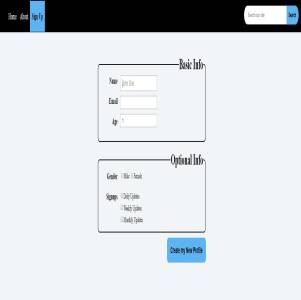 Home About Sign Up
Search
Basic Info
Name John Doe
Email
Age
Optional Info
Gender Male Female
Signups Daily Updates
Weekly Updates
Monthly Updates
Create my New Profile